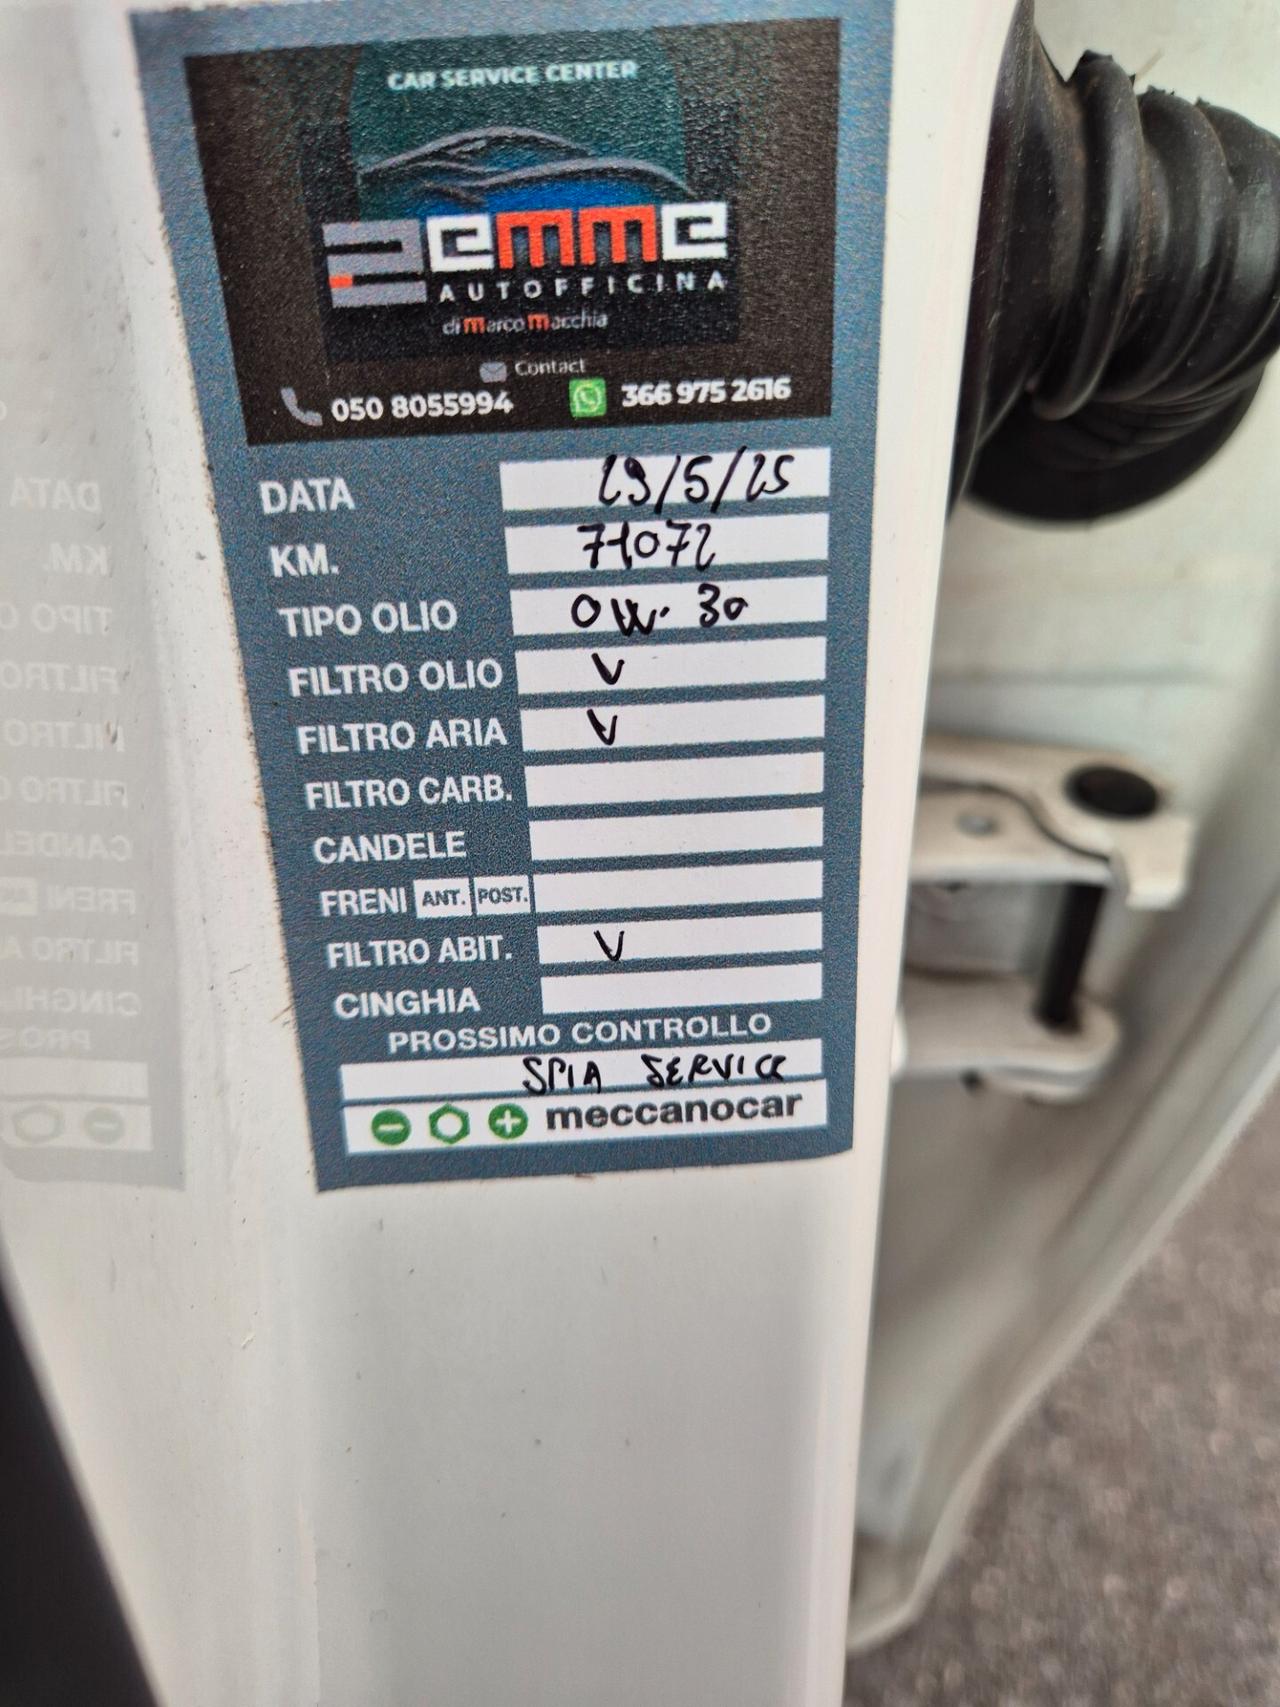 CAR SERVICE CENTER
2emme
AUTOFFICINA
di Marco Macchia
Contact
050 8055994 366 975 2616
DATA 29/5/25
KM. 71072
TIPO OLIO 0W. 30
FILTRO OLIO V
FILTRO ARIA V
FILTRO CARB.
CANDELE
FRENI ANT. POST.
FILTRO ABIT. V
CINGHIA
PROSSIMO CONTROLLO
SPIA SERVICE
meccanocar